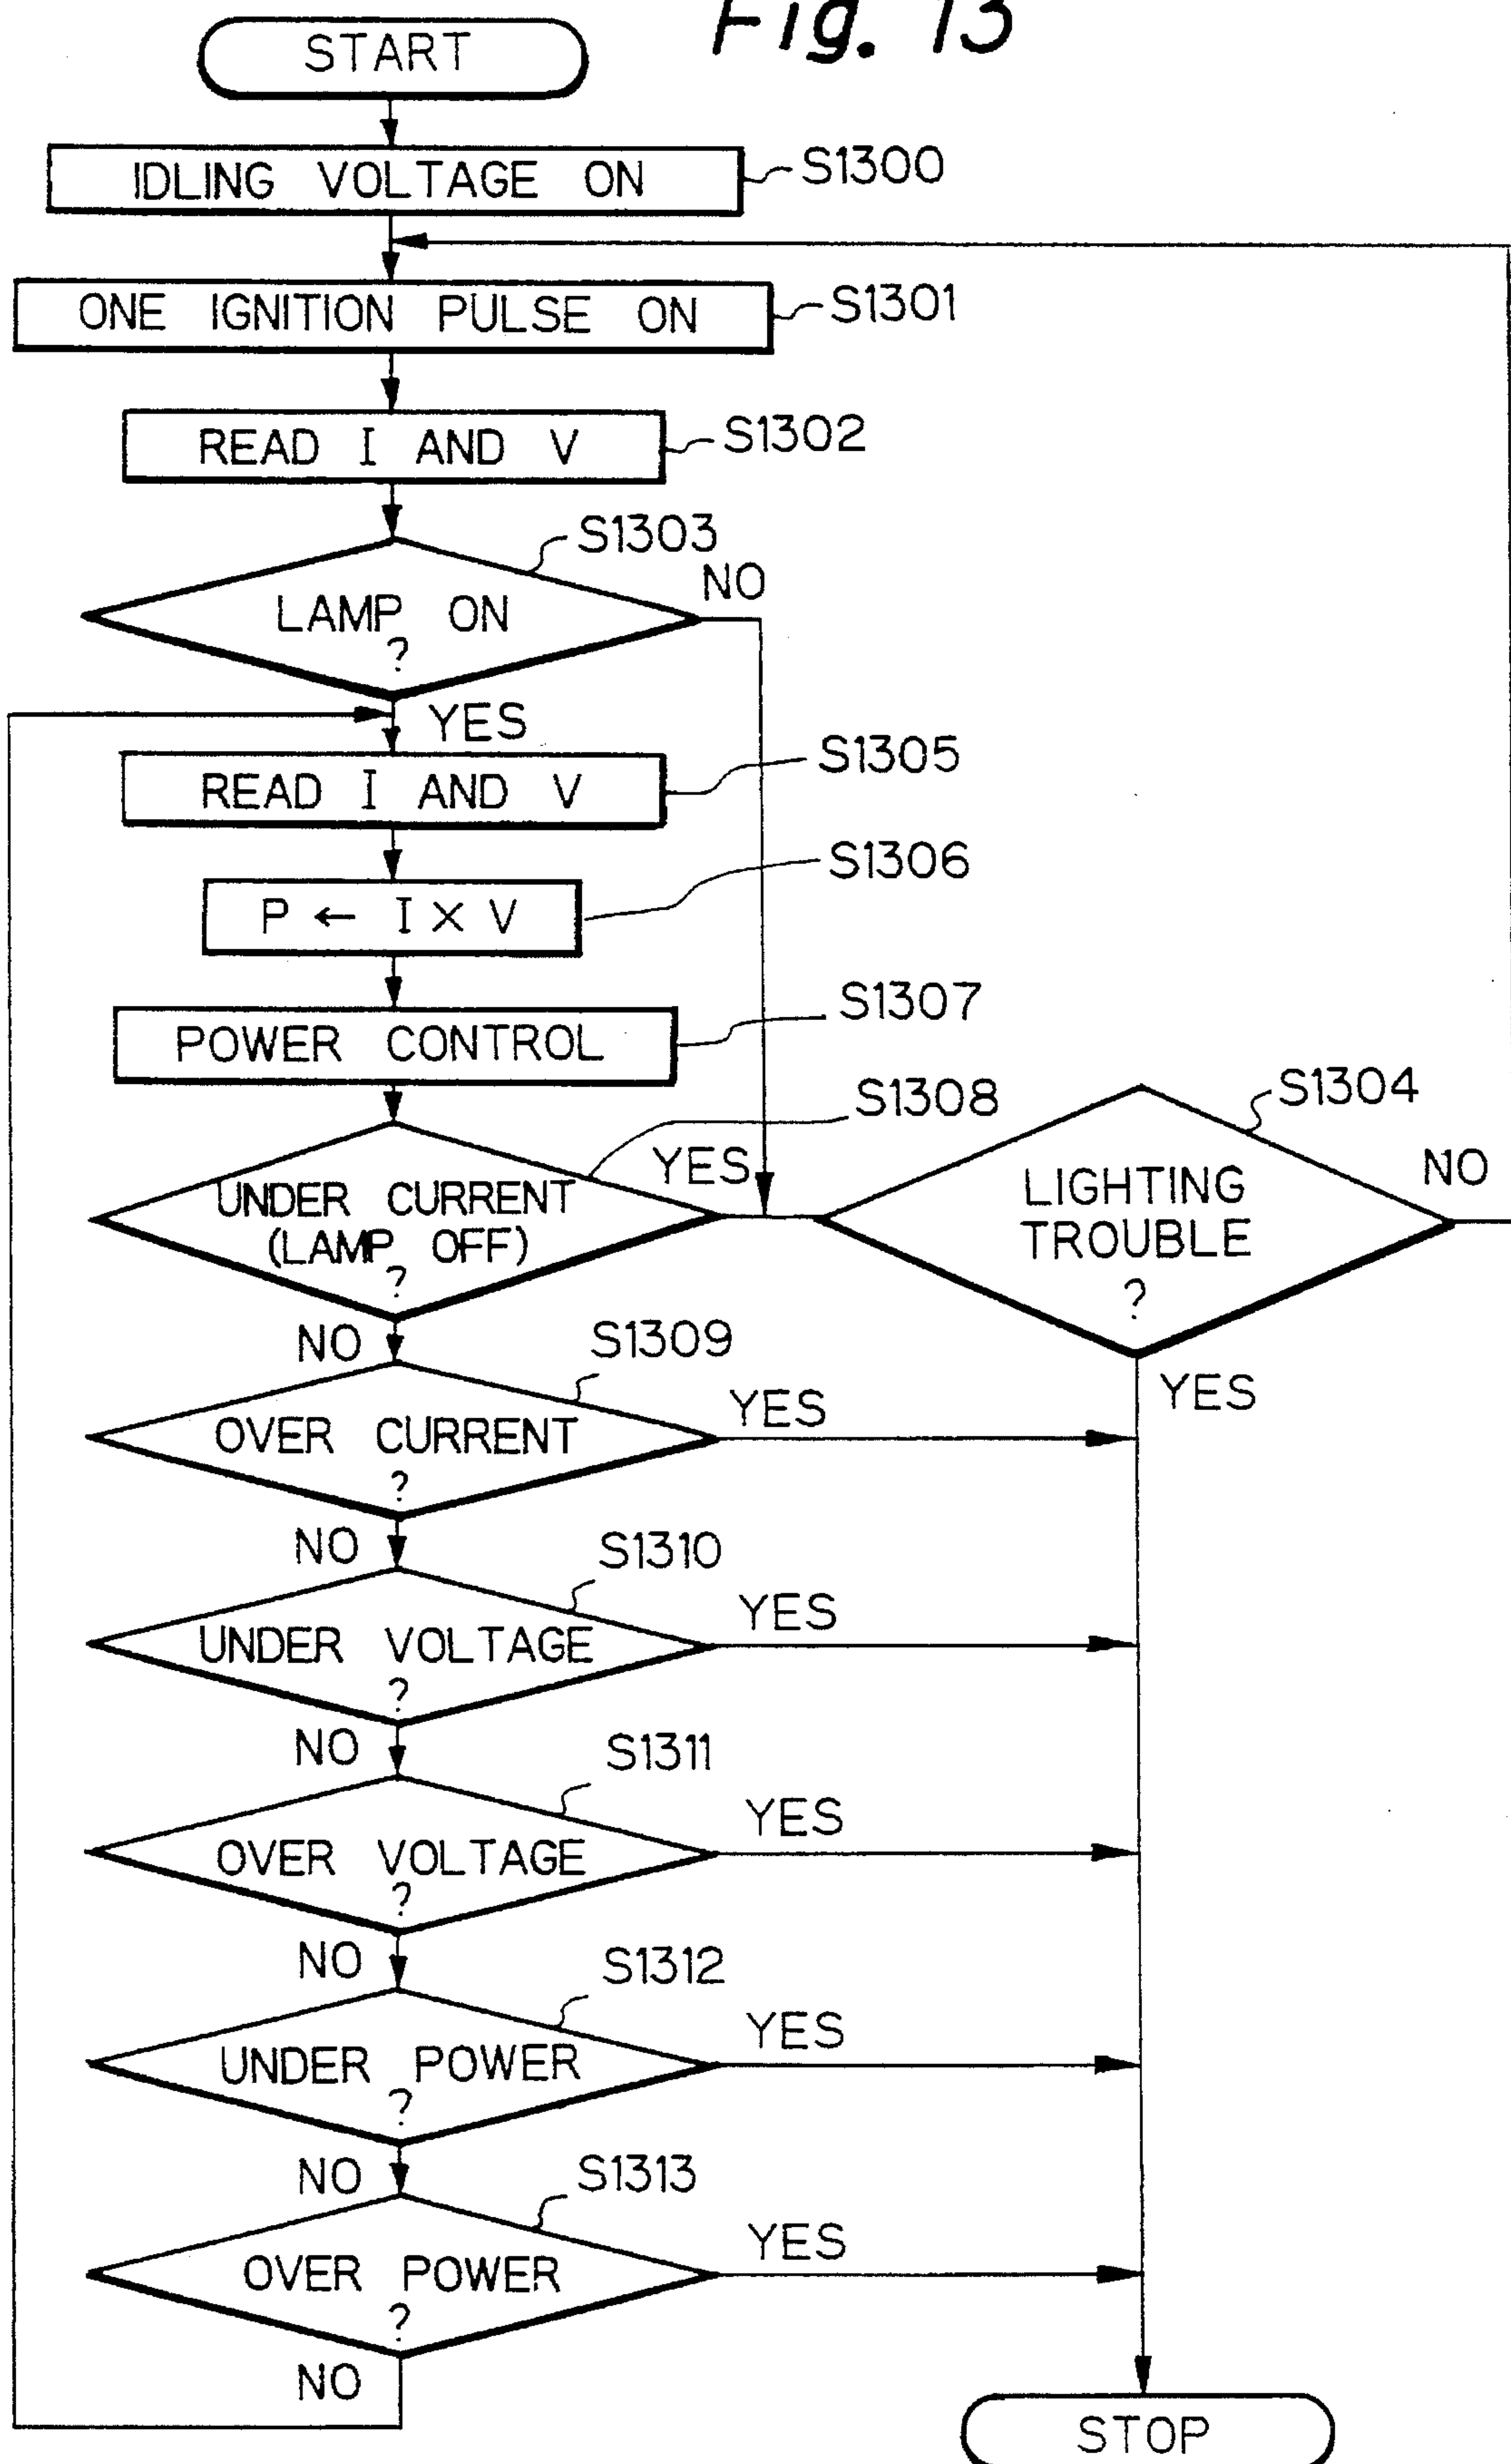 Fig. 13
START
IDLING VOLTAGE ON
S1300
ONE IGNITION PULSE ON
S1301
READ I AND V
S1302
S1303
LAMP ON
?
NO
YES
READ I AND V
S1305
P ← I × V
S1306
POWER CONTROL
S1307
S1308
UNDER CURRENT
(LAMP OFF)
?
YES
S1304
LIGHTING
TROUBLE
?
NO
YES
NO
S1309
OVER CURRENT
?
YES
NO
S1310
UNDER VOLTAGE
?
YES
NO
S1311
OVER VOLTAGE
?
YES
NO
S1312
UNDER POWER
?
YES
NO
S1313
OVER POWER
?
YES
NO
STOP